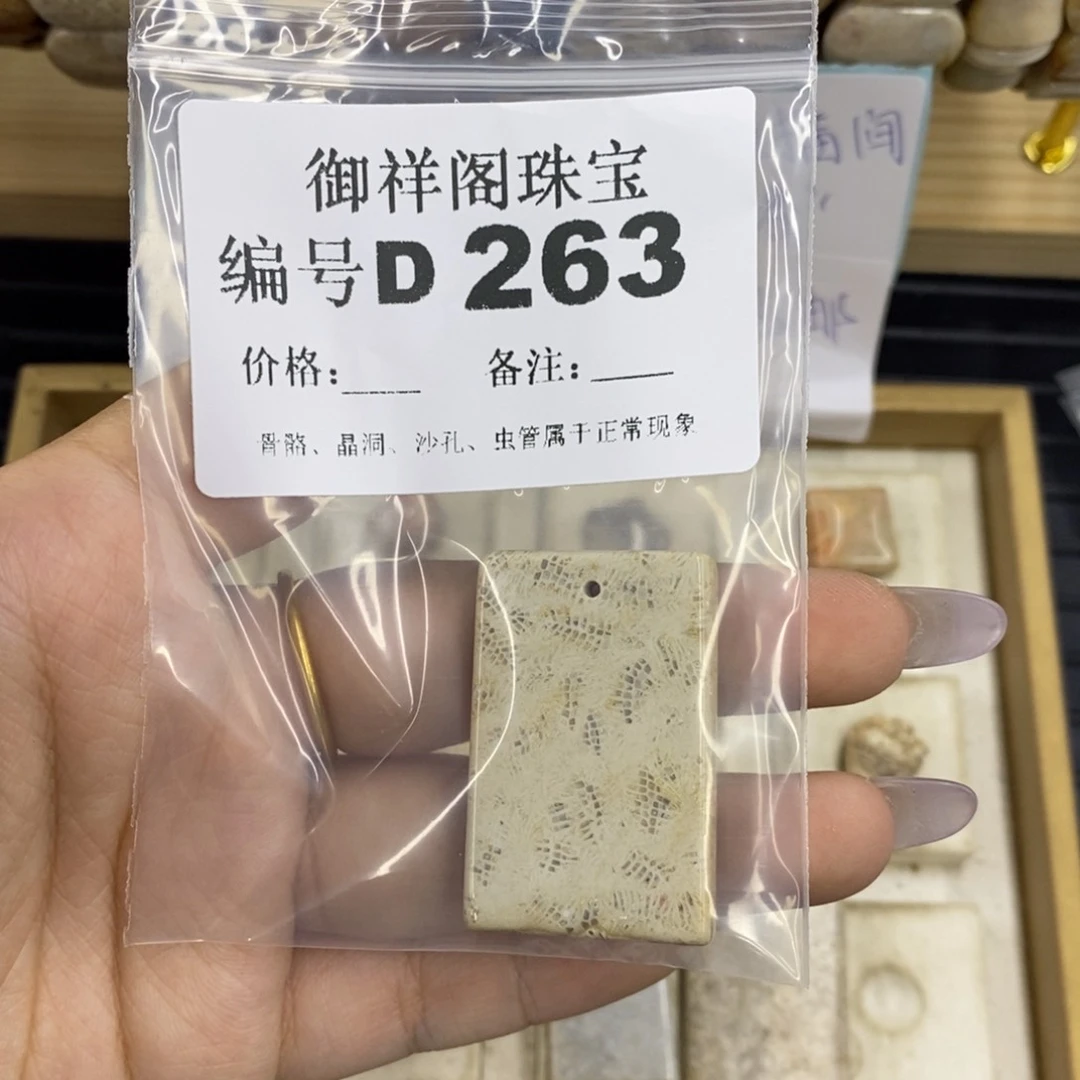 御祥阁珠宝
编号D 263
价格:____ 备注:____
骨骼、晶洞、沙孔、虫管属于正常现象
间